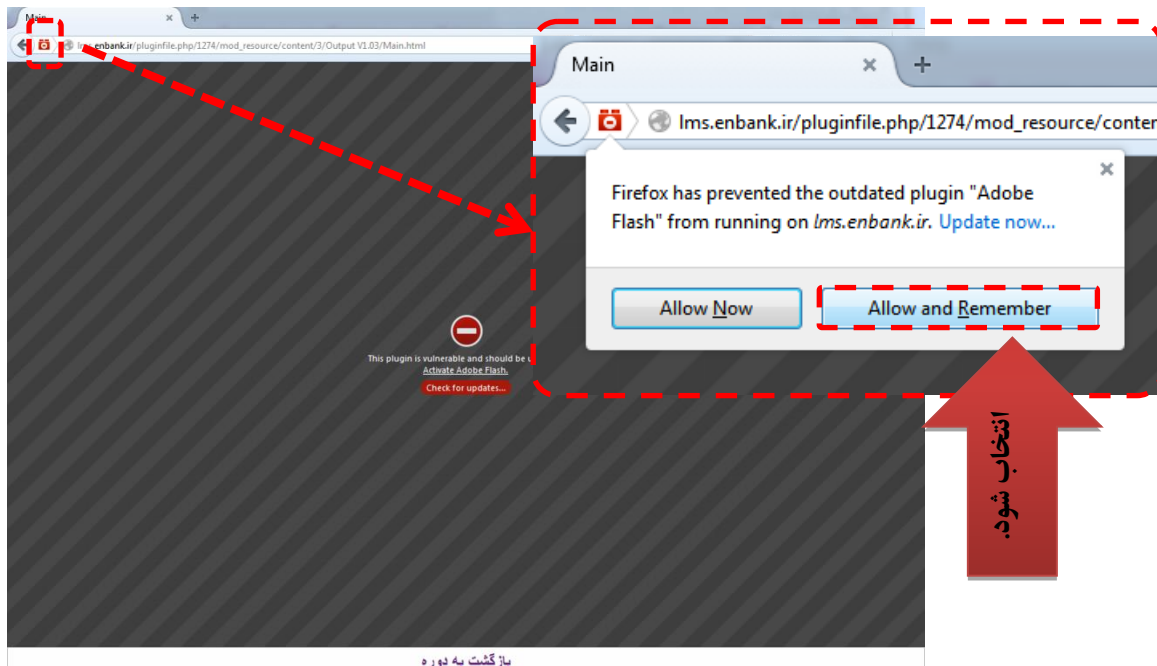 Main
lms.enbank.ir/pluginfile.php/1274/mod_resource/content/3/Output V1.03/Main.html
This plugin is vulnerable and should be u
Activate Adobe Flash.
Check for updates...
بازگشت به دوره
Main
lms.enbank.ir/pluginfile.php/1274/mod_resource/conter
Firefox has prevented the outdated plugin "Adobe
Flash" from running on lms.enbank.ir. Update now...
Allow Now
Allow and Remember
انتخاب شود.